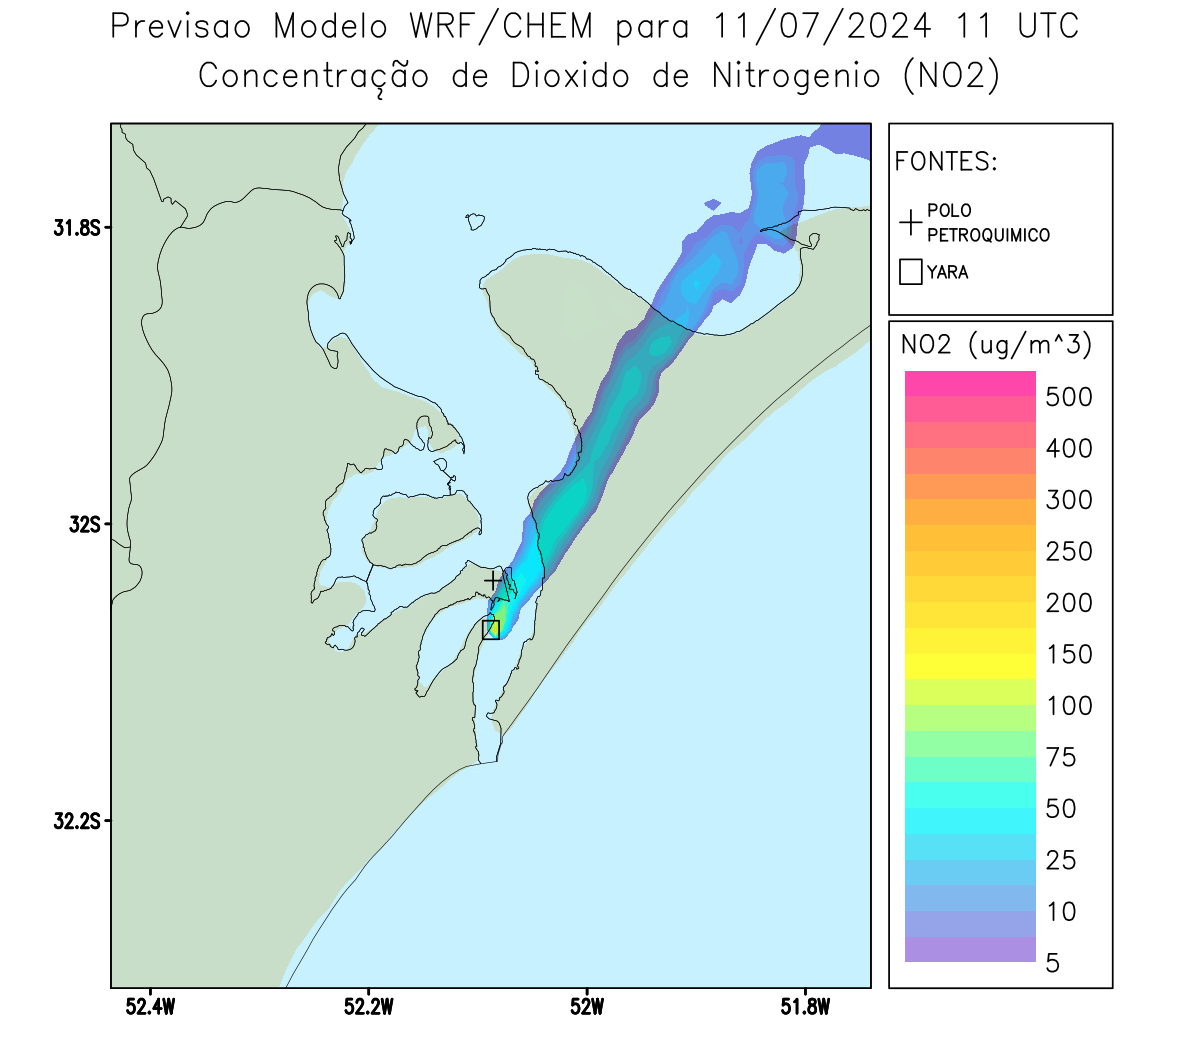 Previsao Modelo WRF/CHEM para 11/07/2024 11 UTC
Concentração de Dioxido de Nitrogenio (NO2)
FONTES:
POLO
PETROQUIMICO
YARA
31.8S
32S
32.2S
52.4W
52.2W
52W
51.8W
NO2 (ug/m^3)
500
400
300
250
200
150
100
75
50
25
10
5